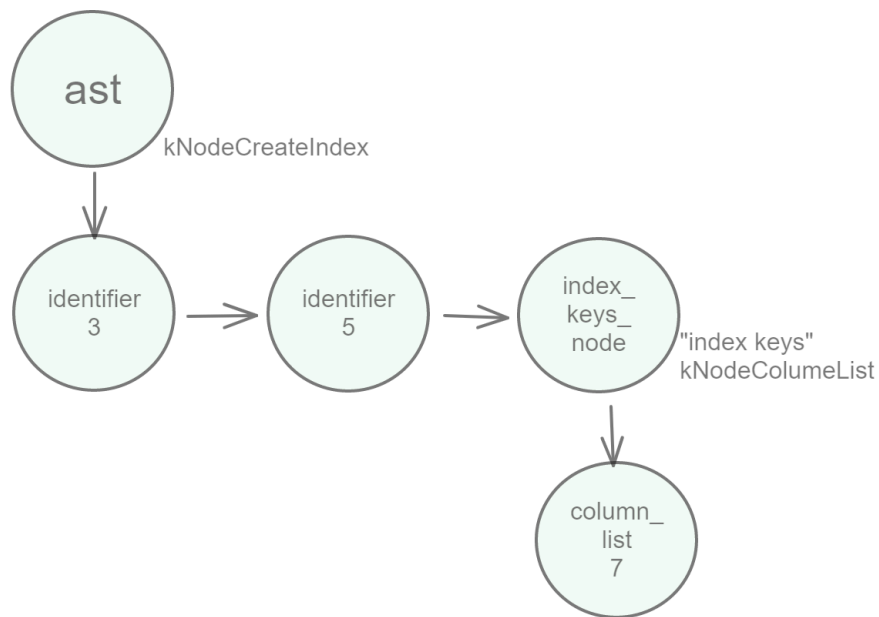 ast
kNodeCreateIndex
identifier
3
identifier
5
index_
keys_
node
"index keys"
kNodeColumeList
column_
list
7